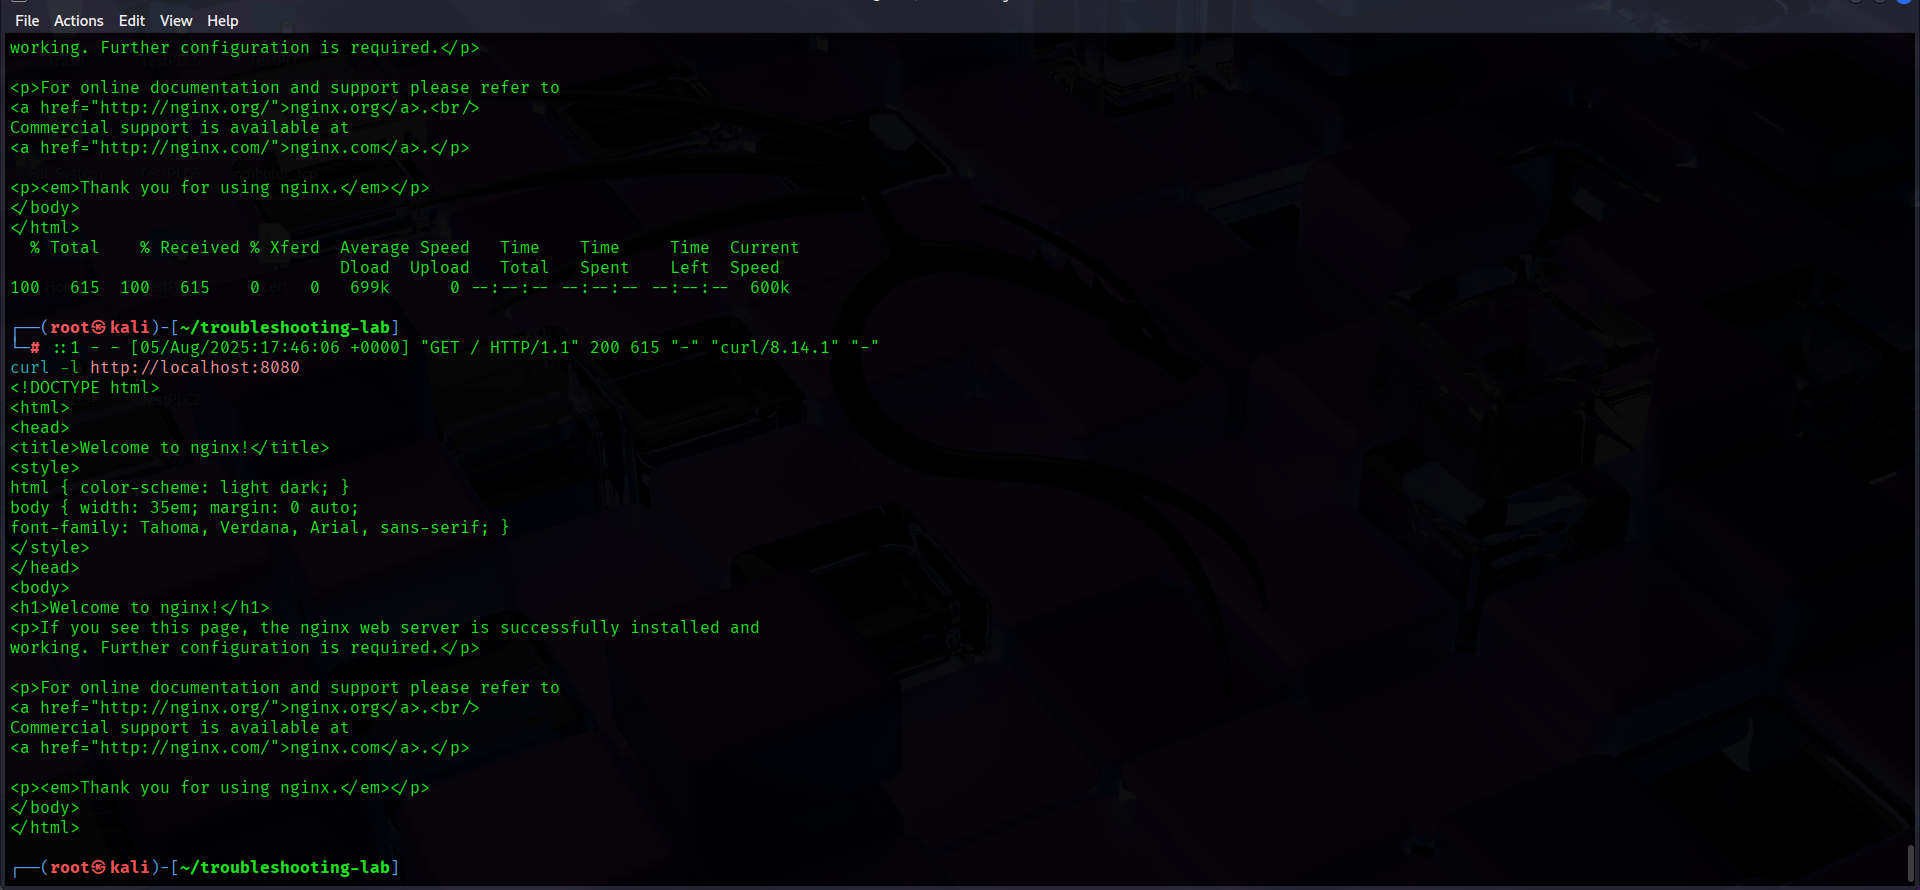 File Actions Edit View Help
working. Further configuration is required.</p>
<p>For online documentation and support please refer to
<a href="http://nginx.org/">nginx.org</a>.<br/>
Commercial support is available at
<a href="http://nginx.com/">nginx.com</a>.</p>
<p><em>Thank you for using nginx.</em></p>
</body>
</html>
  % Total    % Received % Xferd  Average Speed   Time    Time     Time  Current
                                 Dload  Upload   Total   Spent    Left  Speed
100   615  100   615    0     0   699k      0 --:--:-- --:--:-- --:--:--  600k
┌──(root㉿kali)-[~/troubleshooting-lab]
└─# ::1 - - [05/Aug/2025:17:46:06 +0000] "GET / HTTP/1.1" 200 615 "-" "curl/8.14.1" "-"
curl -l http://localhost:8080
<!DOCTYPE html>
<html>
<head>
<title>Welcome to nginx!</title>
<style>
html { color-scheme: light dark; }
body { width: 35em; margin: 0 auto;
font-family: Tahoma, Verdana, Arial, sans-serif; }
</style>
</head>
<body>
<h1>Welcome to nginx!</h1>
<p>If you see this page, the nginx web server is successfully installed and
working. Further configuration is required.</p>
<p>For online documentation and support please refer to
<a href="http://nginx.org/">nginx.org</a>.<br/>
Commercial support is available at
<a href="http://nginx.com/">nginx.com</a>.</p>
<p><em>Thank you for using nginx.</em></p>
</body>
</html>
┌──(root㉿kali)-[~/troubleshooting-lab]